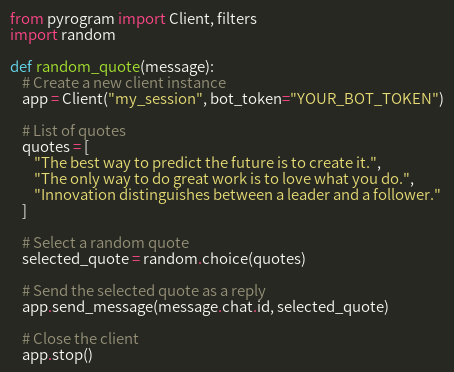 from pyrogram import Client, filters
import random

def random_quote(message):
    # Create a new client instance
    app = Client("my_session", bot_token="YOUR_BOT_TOKEN")

    # List of quotes
    quotes = [
        "The best way to predict the future is to create it.",
        "The only way to do great work is to love what you do.",
        "Innovation distinguishes between a leader and a follower."
    ]

    # Select a random quote
    selected_quote = random.choice(quotes)

    # Send the selected quote as a reply
    app.send_message(message.chat.id, selected_quote)

    # Close the client
    app.stop()